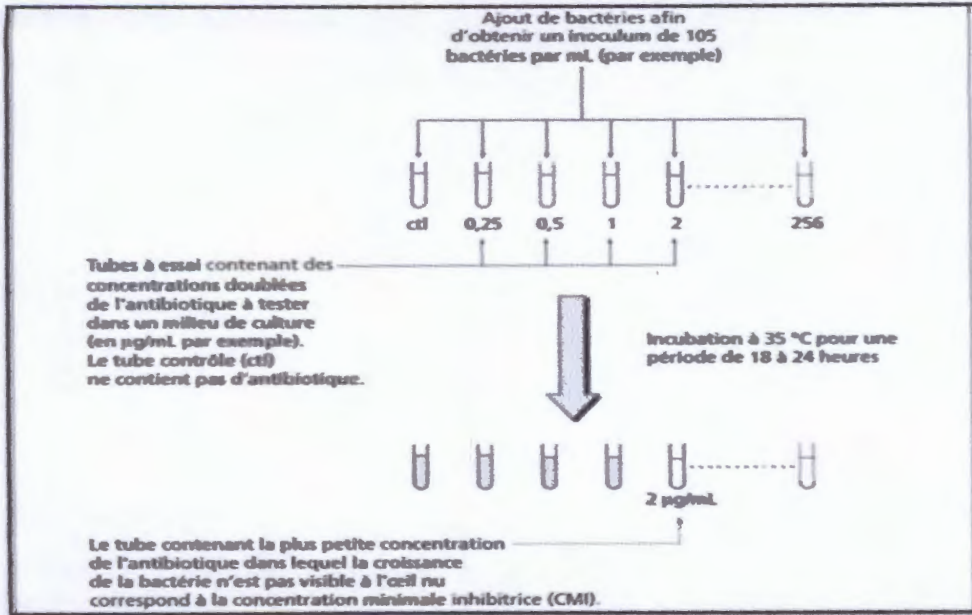 Ajout de bactéries afin
d'obtenir un inoculum de 105
bactéries par mL (par exemple)
ctl 0,25 0,5 1 2 256
Tubes à essai contenant des
concentrations doublées
de l'antibiotique à tester
dans un milieu de culture
(en µg/mL par exemple).
Le tube contrôle (ctl)
ne contient pas d'antibiotique.
Incubation à 35 °C pour une
période de 18 à 24 heures
2 µg/mL
Le tube contenant la plus petite concentration
de l'antibiotique dans lequel la croissance
de la bactérie n'est pas visible à l'œil nu
correspond à la concentration minimale inhibitrice (CMI).